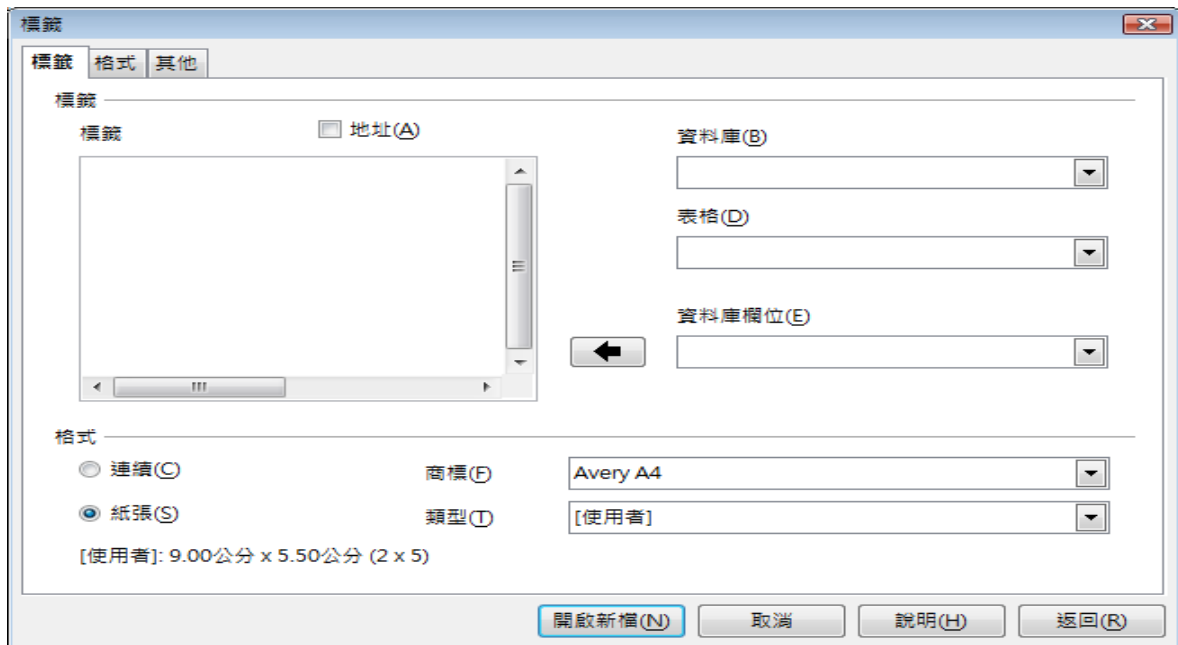 標籤
標籤 格式 其他
標籤
標籤 地址(A)
資料庫(B)
表格(D)
資料庫欄位(E)
格式
連續(C) 商標(F) Avery A4
紙張(S) 類型(T) [使用者]
[使用者]: 9.00公分 x 5.50公分 (2 x 5)
開啟新檔(N) 取消 說明(H) 返回(R)